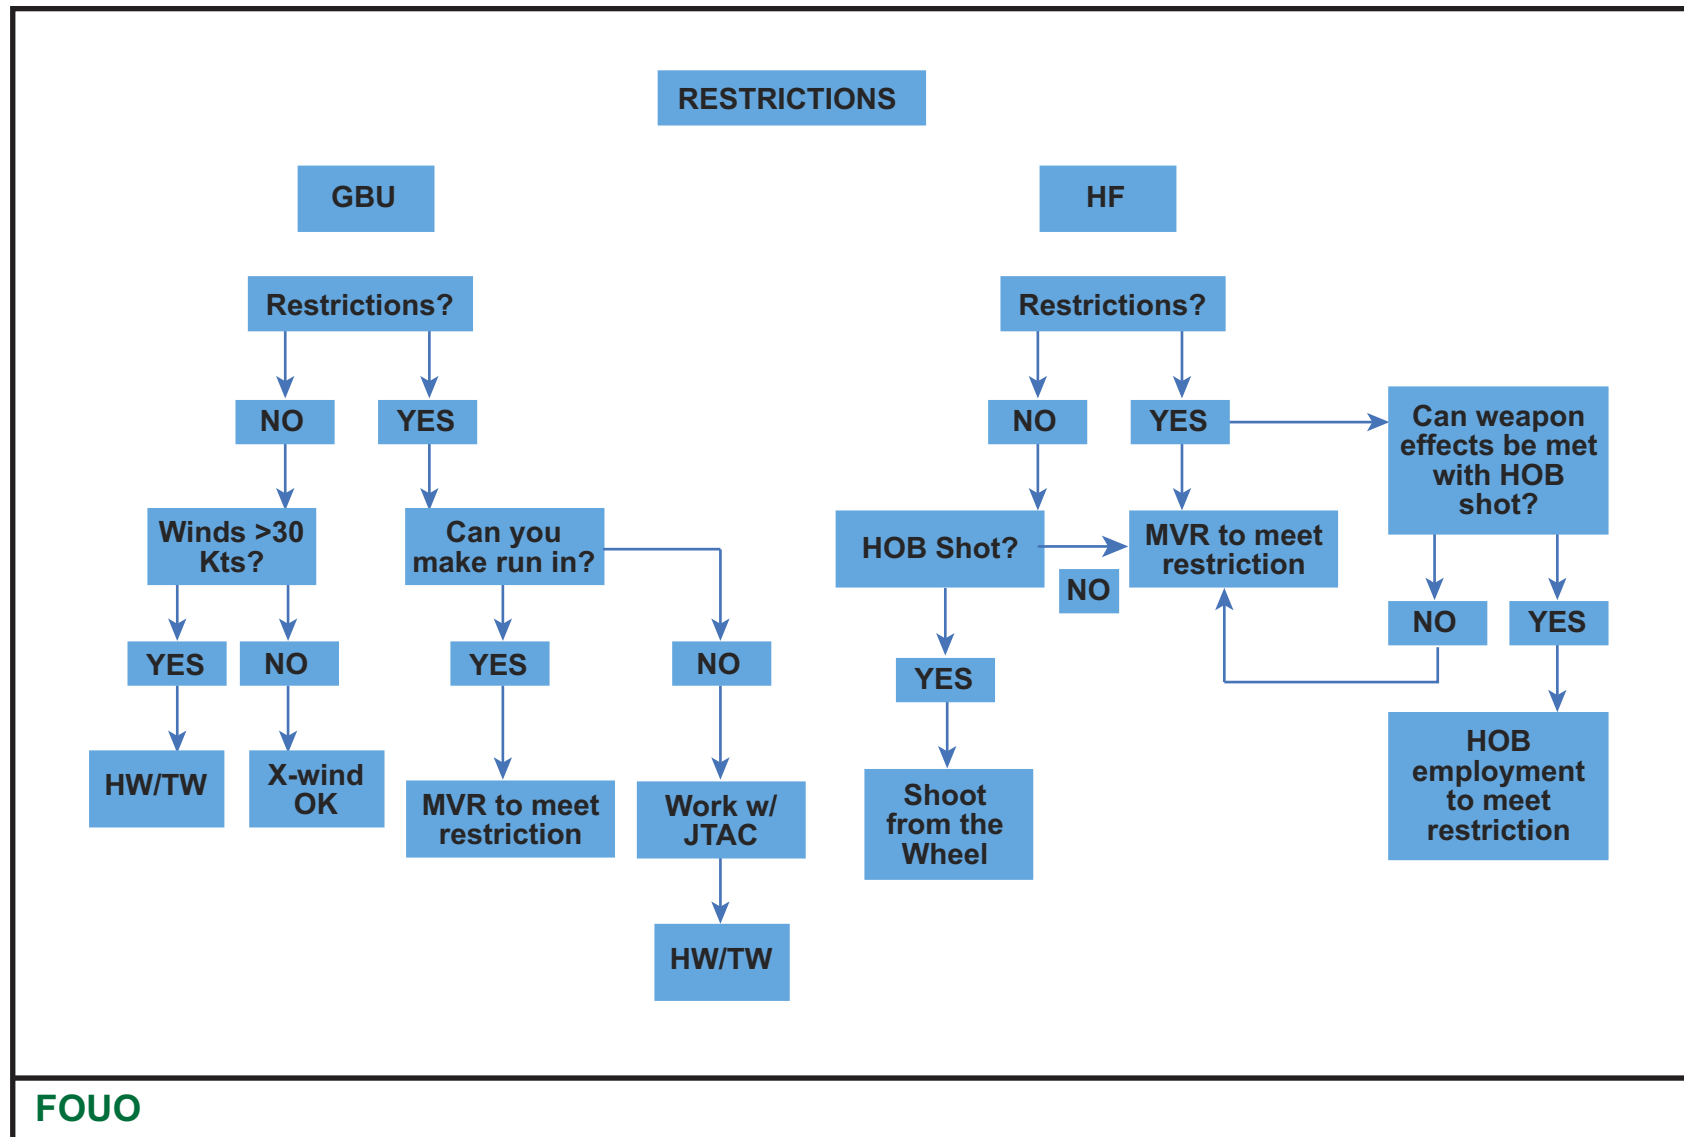 RESTRICTIONS
GBU
HF
Restrictions?
Restrictions?
NO
YES
NO
YES
Can weapon
effects be met
with HOB
shot?
Winds >30
Kts?
Can you
make run in?
HOB Shot?
NO
MVR to meet
restriction
YES
NO
YES
NO
YES
NO
YES
HW/TW
X-wind
OK
MVR to meet
restriction
Work w/
JTAC
Shoot
from the
Wheel
HOB
employment
to meet
restriction
HW/TW
FOUO